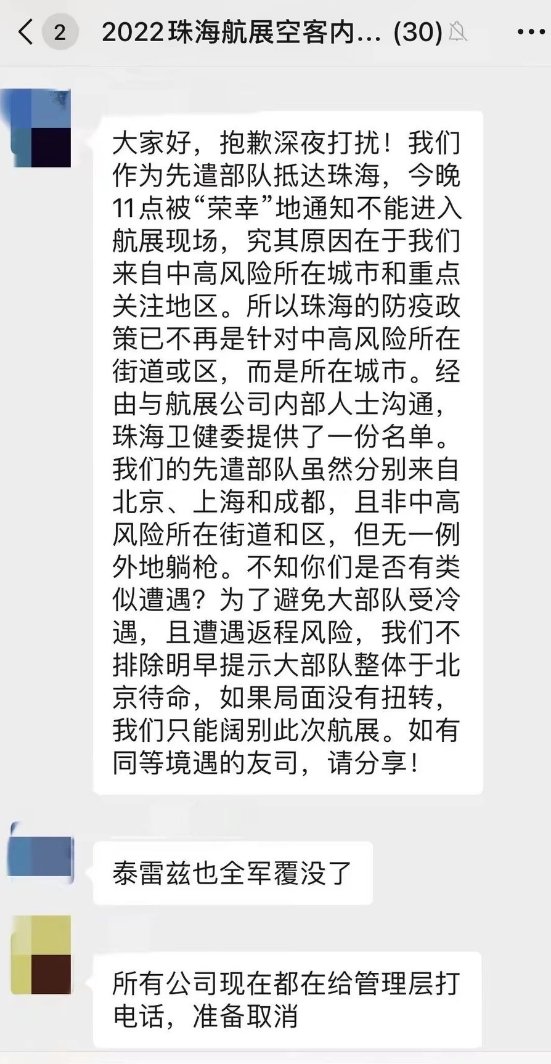 2 2022珠海航展空客内... (30)
大家好，抱歉深夜打扰！我们
作为先遣部队抵达珠海，今晚
11点被“荣幸”地通知不能进入
航展现场，究其原因在于我们
来自中高风险所在城市和重点
关注地区。所以珠海的防疫政
策已不再是针对中高风险所在
街道或区，而是所在城市。经
由与航展公司内部人士沟通，
珠海卫健委提供了一份名单。
我们的先遣部队虽然分别来自
北京、上海和成都，且非中高
风险所在街道和区，但无一例
外地躺枪。不知你们是否有类
似遭遇？为了避免大部队受冷
遇，且遭遇返程风险，我们不
排除明早提示大部队整体于北
京待命，如果局面没有扭转，
我们只能阔别此次航展。如有
同等境遇的友司，请分享！
泰雷兹也全军覆没了
所有公司现在都在给管理层打
电话，准备取消